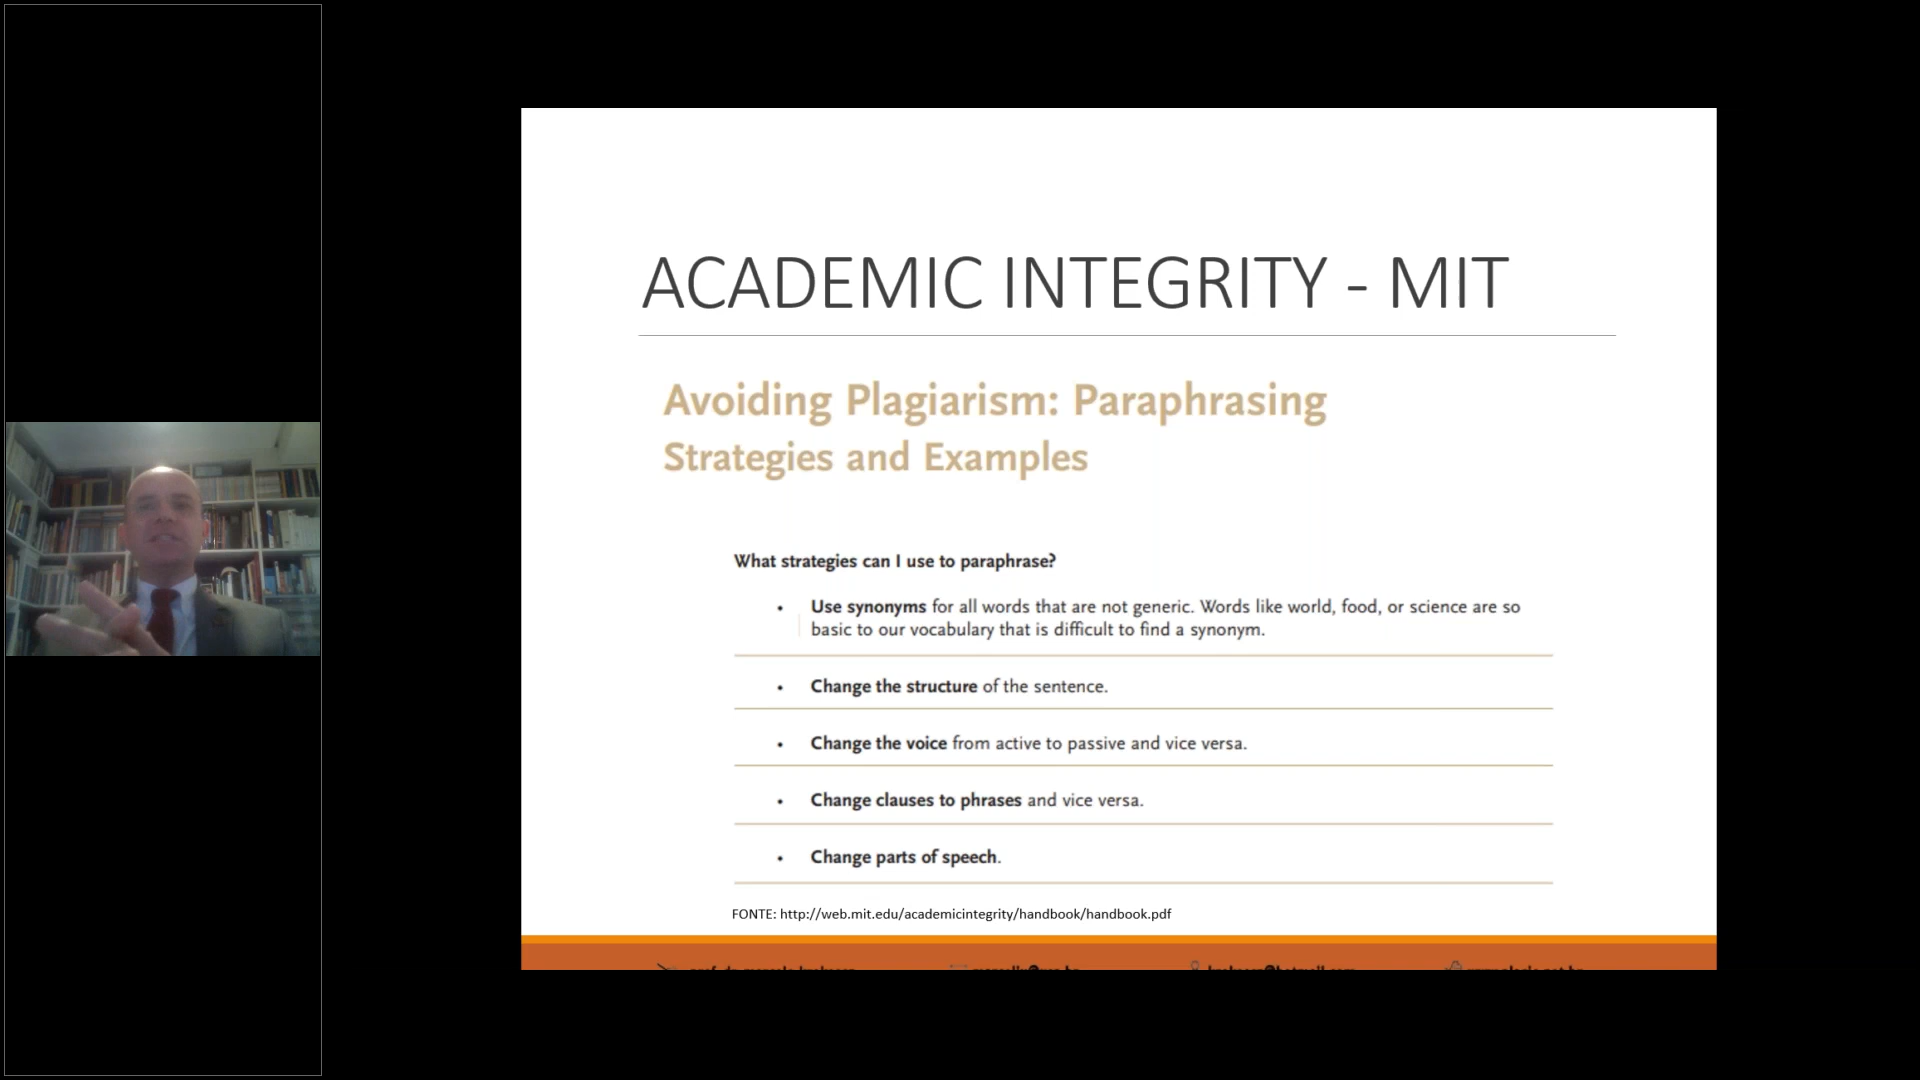 ACADEMIC INTEGRITY - MIT
Avoiding Plagiarism: Paraphrasing
Strategies and Examples
What strategies can I use to paraphrase?
• Use synonyms for all words that are not generic. Words like world, food, or science are so
basic to our vocabulary that is difficult to find a synonym.
• Change the structure of the sentence.
• Change the voice from active to passive and vice versa.
• Change clauses to phrases and vice versa.
• Change parts of speech.
FONTE: http://web.mit.edu/academicintegrity/handbook/handbook.pdf